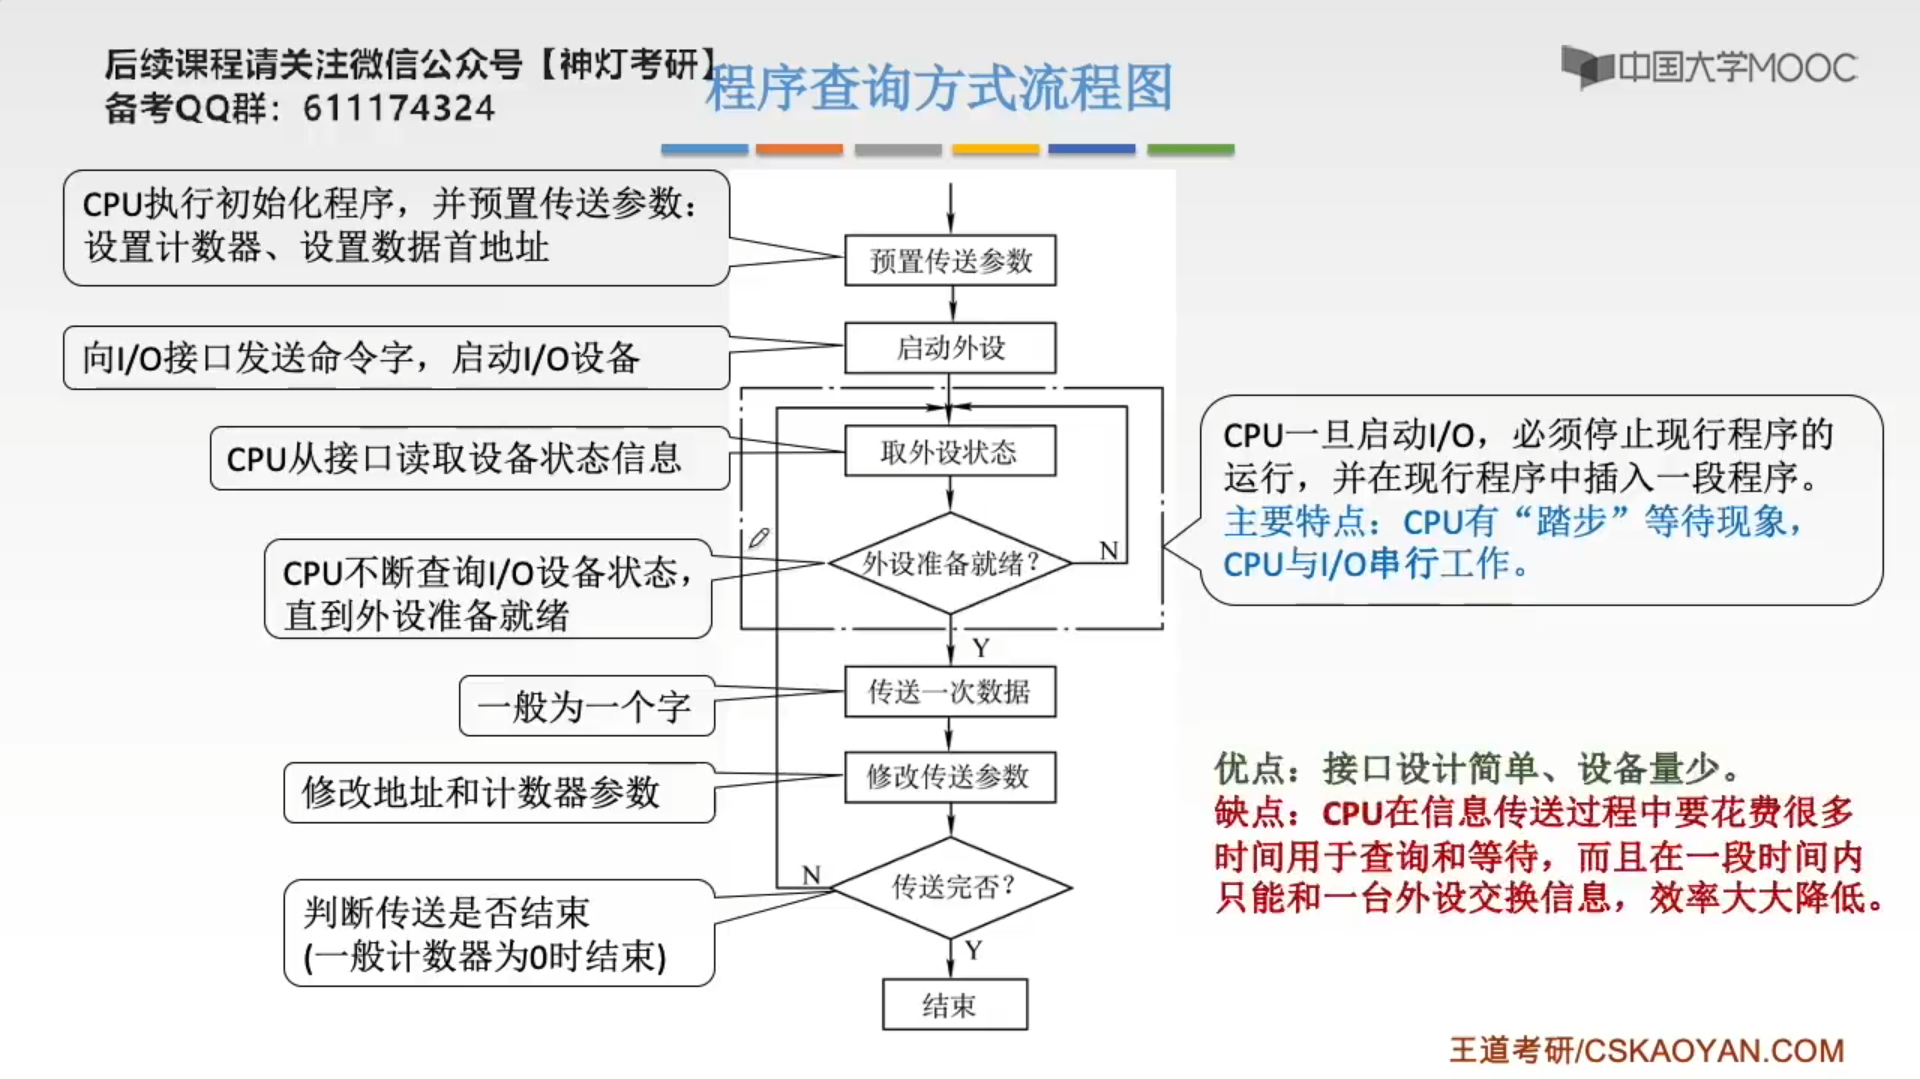 后续课程请关注微信公众号【神灯考研】
备考QQ群：611174324
程序查询方式流程图
中国大学MOOC
CPU执行初始化程序，并预置传送参数：
设置计数器、设置数据首地址
预置传送参数
向I/O接口发送命令字，启动I/O设备
启动外设
CPU从接口读取设备状态信息
取外设状态
CPU不断查询I/O设备状态，
直到外设准备就绪
外设准备就绪？
N
Y
CPU一旦启动I/O，必须停止现行程序的
运行，并在现行程序中插入一段程序。
主要特点：CPU有“踏步”等待现象，
CPU与I/O串行工作。
一般为一个字
传送一次数据
修改地址和计数器参数
修改传送参数
判断传送是否结束
(一般计数器为0时结束)
N
传送完否？
Y
结束
优点：接口设计简单、设备量少。
缺点：CPU在信息传送过程中要花费很多
时间用于查询和等待，而且在一段时间内
只能和一台外设交换信息，效率大大降低。
王道考研/CSKAOYAN.COM